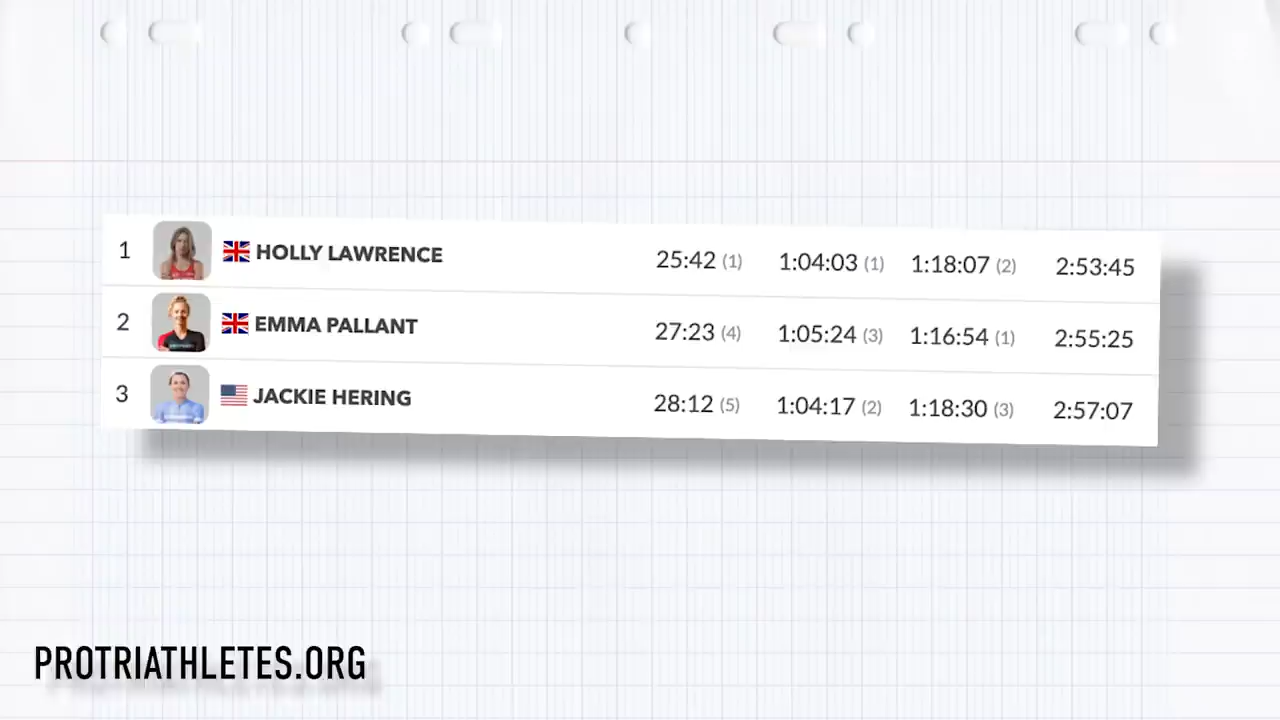 1 HOLLY LAWRENCE 25:42 (1) 1:04:03 (1) 1:18:07 (2) 2:53:45
2 EMMA PALLANT 27:23 (4) 1:05:24 (3) 1:16:54 (1) 2:55:25
3 JACKIE HERING 28:12 (5) 1:04:17 (2) 1:18:30 (3) 2:57:07
PROTRIATHLETES.ORG